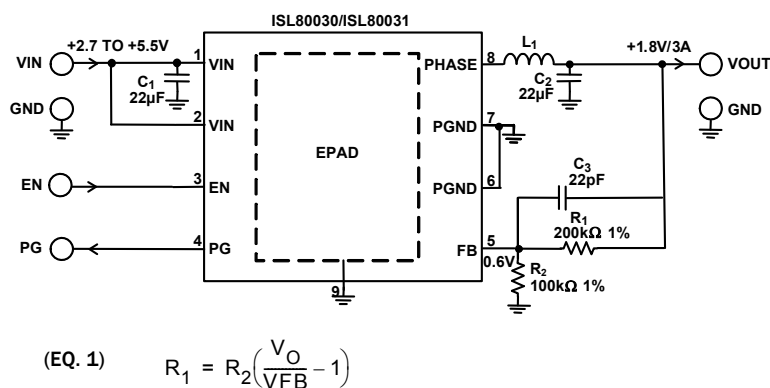 ISL80030/ISL80031
VIN
+2.7 TO +5.5V
1
VIN
C1
22µF
GND
2
VIN
EN
3
EN
PG
4
PG
EPAD
9
PHASE
8
L1
+1.8V/3A
VOUT
C2
22µF
GND
PGND
7
PGND
6
C3
22pF
R1
200kΩ 1%
FB
5
0.6V
R2
100kΩ 1%
(EQ. 1) R1 = R2(VO/VFB − 1)